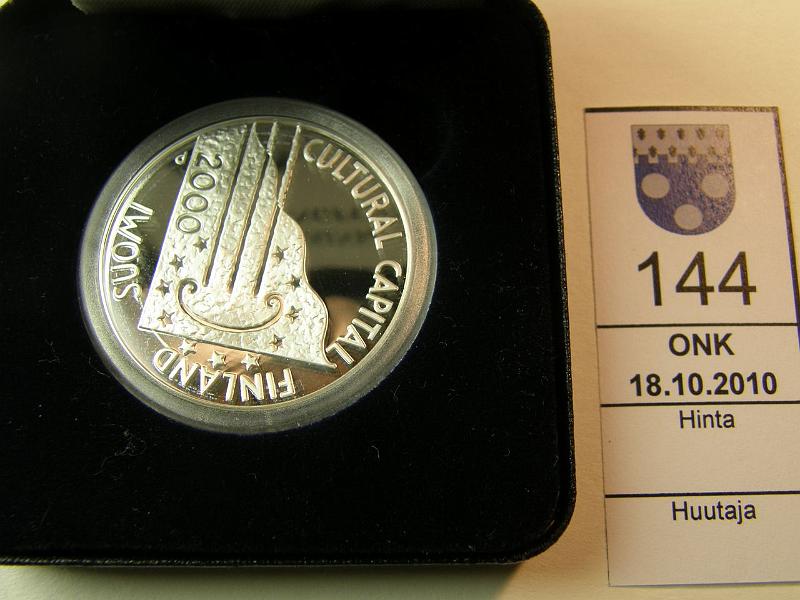 CULTURAL CAPITAL
2000
SUOMI
FINLAND
144
ONK
18.10.2010
Hinta
Huutaja